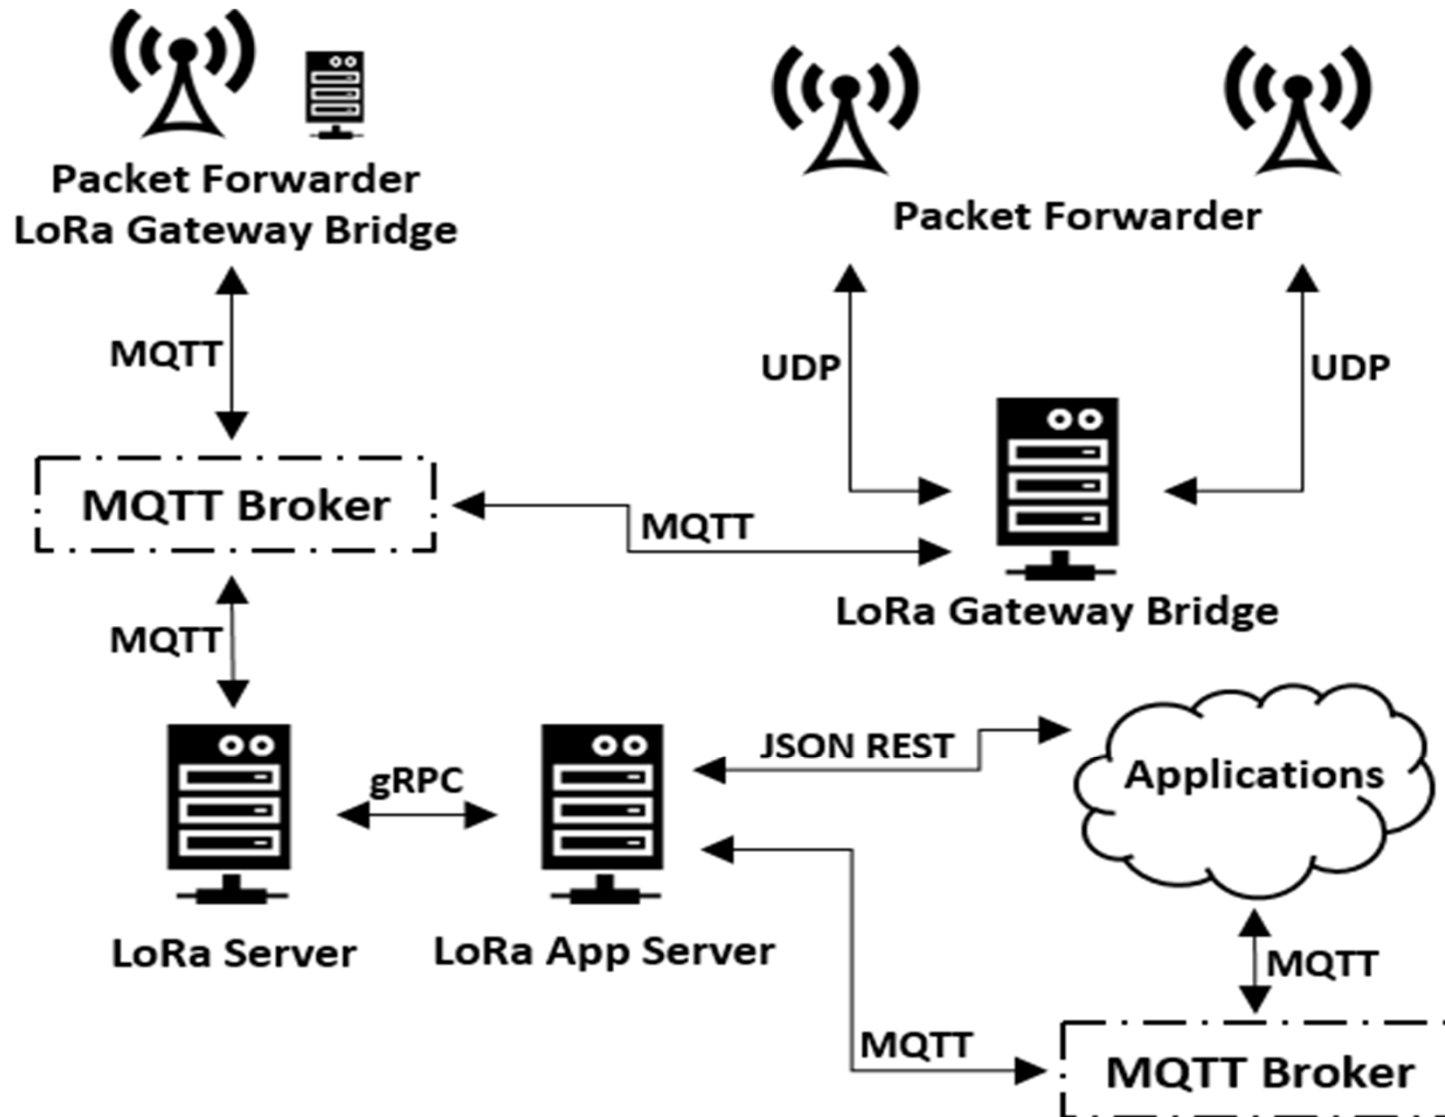 Packet Forwarder
LoRa Gateway Bridge
Packet Forwarder
MQTT
UDP
UDP
MQTT Broker
MQTT
LoRa Gateway Bridge
MQTT
JSON REST
Applications
gRPC
LoRa Server
LoRa App Server
MQTT
MQTT
MQTT Broker